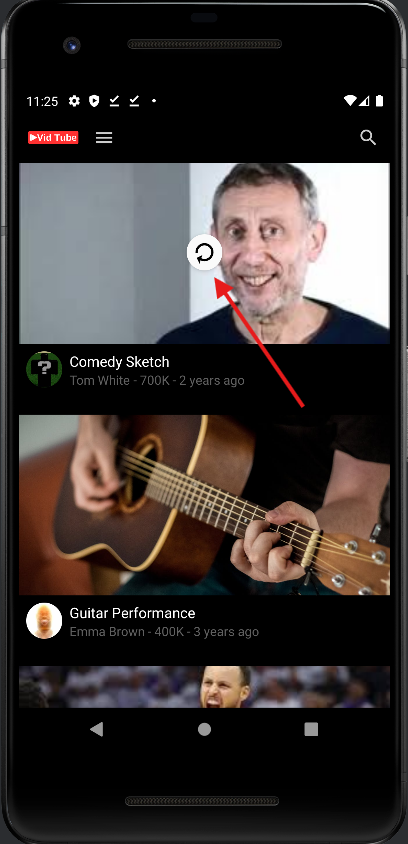 11:25
Vid Tube
Comedy Sketch
Tom White - 700K - 2 years ago
Guitar Performance
Emma Brown - 400K - 3 years ago